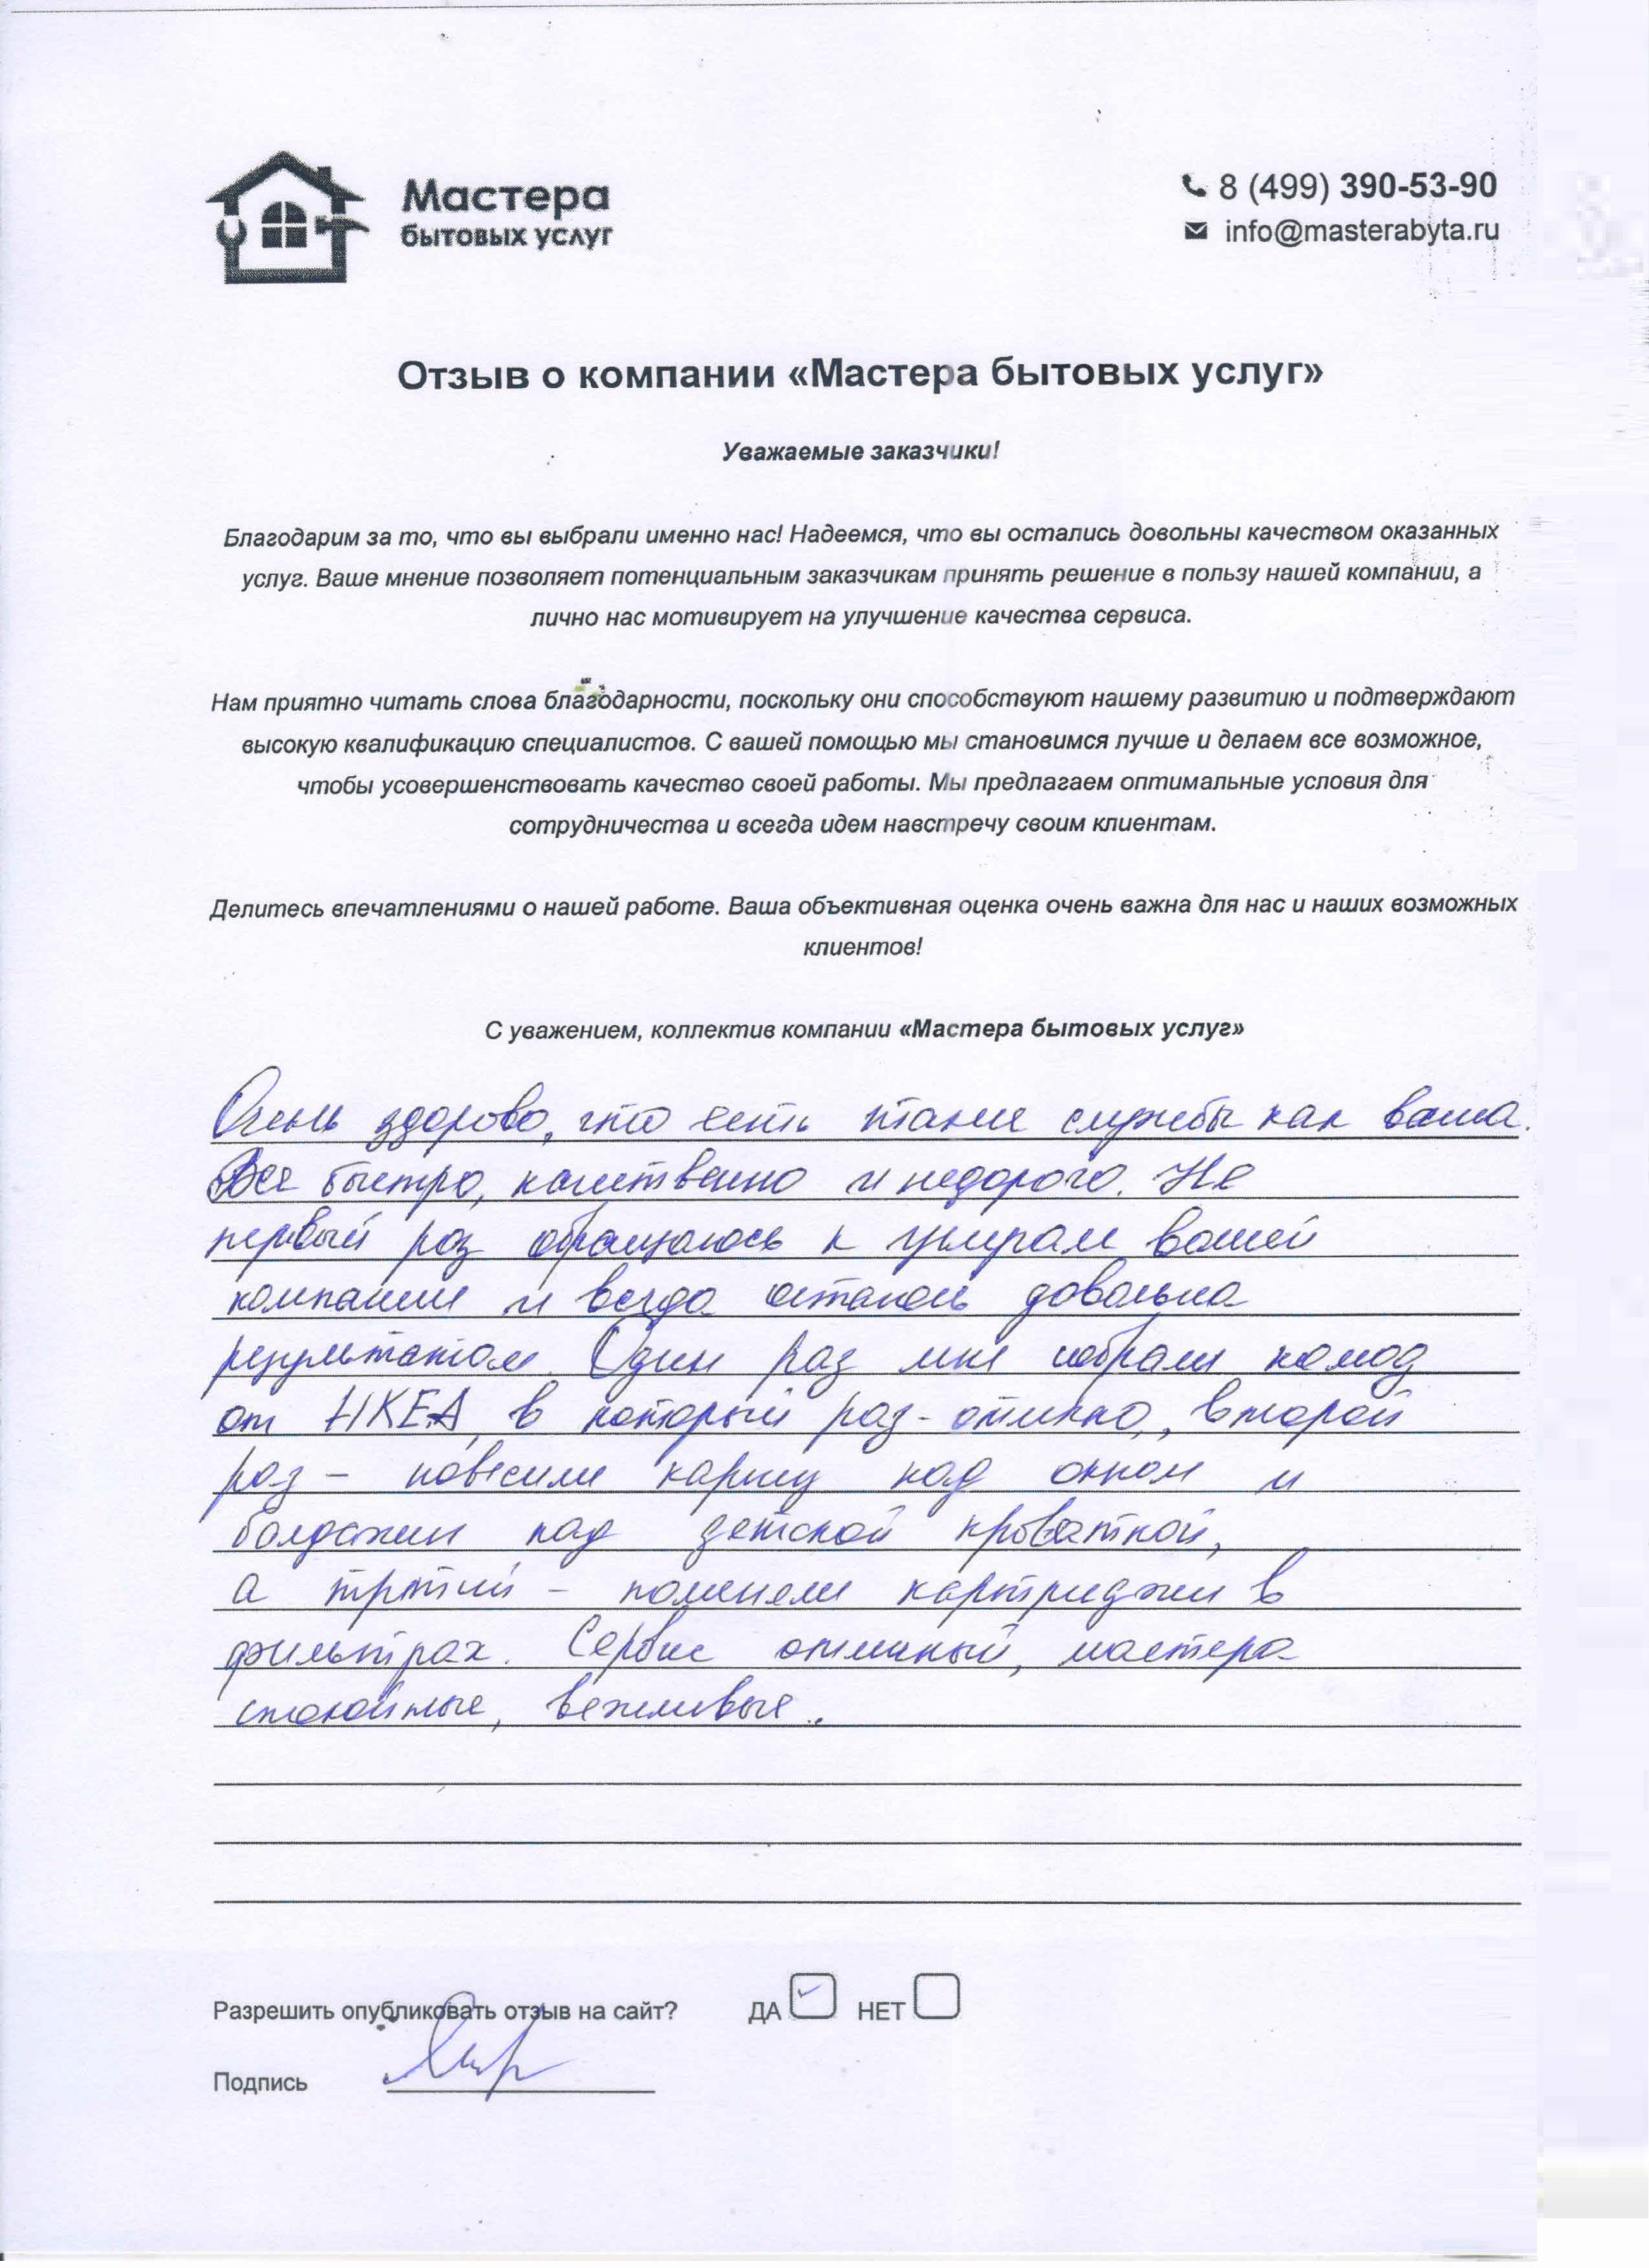 Мастера
бытовых услуг
8 (499) 390-53-90
info@masterabyta.ru
Отзыв о компании «Мастера бытовых услуг»
Уважаемые заказчики!
Благодарим за то, что вы выбрали именно нас! Надеемся, что вы остались довольны качеством оказанных
услуг. Ваше мнение позволяет потенциальным заказчикам принять решение в пользу нашей компании, а
лично нас мотивирует на улучшение качества сервиса.
Нам приятно читать слова благодарности, поскольку они способствуют нашему развитию и подтверждают
высокую квалификацию специалистов. С вашей помощью мы становимся лучше и делаем все возможное,
чтобы усовершенствовать качество своей работы. Мы предлагаем оптимальные условия для
сотрудничества и всегда идем навстречу своим клиентам.
Делитесь впечатлениями о нашей работе. Ваша объективная оценка очень важна для нас и наших возможных
клиентов!
С уважением, коллектив компании «Мастера бытовых услуг»
Очень здорово, что есть такие службы как ваша.
Все быстро, качественно и недорого. Не
первый раз обращаюсь к услугам вашей
компании и всегда остаюсь довольна
результатом. Один раз мне собрали комод
от ИКЕА, в который раз - отлично, второй
раз - повесили карниз над окном и
балдахин над детской кроваткой,
а третий - поменяли картриджи в
фильтрах. Сервис отличный, мастера
спокойные, вежливые.
Разрешить опубликовать отзыв на сайт? ДА НЕТ
Подпись